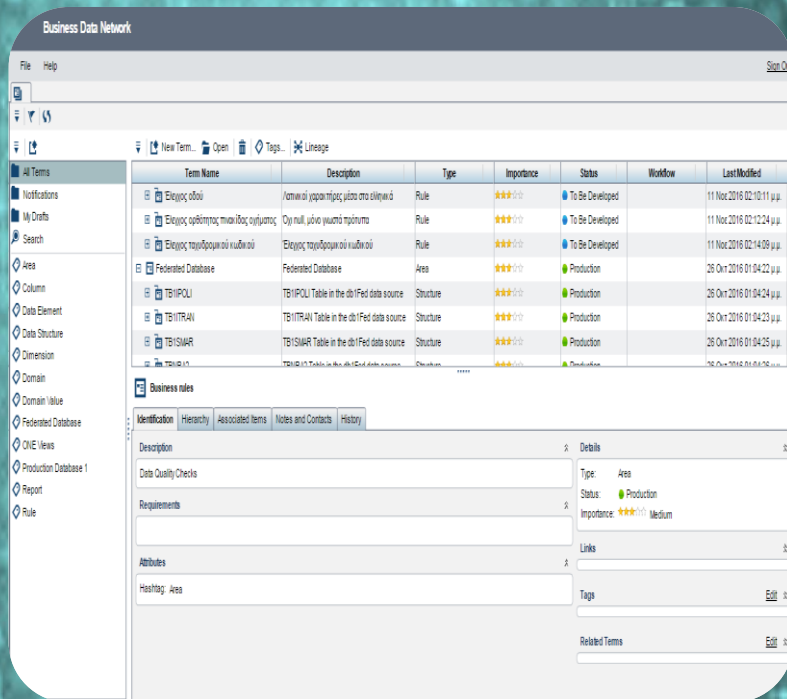 Business Data Network
File Help Sign
New Term... Open Tags... Lineage
All Terms
Notifications
My Drafts
Search
Area
Column
Data Element
Data Structure
Dimension
Domain
Domain Value
Federated Database
ONE Views
Production Database 1
Report
Rule
Term Name Description Type Importance Status Workflow Last Modified
Έλεγχος οδού Λατινικοί χαρακτήρες μέσα στα ελληνικά Rule To Be Developed 11 Νοε 2016 02:10:11 μ.μ.
Έλεγχος ορθότητας πινακίδας οχήματος Όχι null, μόνο γνωστά πρότυπα Rule To Be Developed 11 Νοε 2016 02:12:24 μ.μ.
Έλεγχος ταχυδρομικού κωδικού Έλεγχος ταχυδρομικού κωδικού Rule To Be Developed 11 Νοε 2016 02:14:09 μ.μ.
Federated Database Federated Database Area Production 26 Οκτ 2016 01:04:22 μ.μ.
TB1IPOLI TB1IPOLI Table in the db1Fed data source Structure Production 26 Οκτ 2016 01:04:24 μ.μ.
TB1ITRAN TB1ITRAN Table in the db1Fed data source Structure Production 26 Οκτ 2016 01:04:23 μ.μ.
TB1SMAR TB1SMAR Table in the db1Fed data source Structure Production 26 Οκτ 2016 01:04:25 μ.μ.
Business rules
Identification Hierarchy Associated Items Notes and Contacts History
Description
Data Quality Checks
Requirements
Attributes
Hashtag: Area
Details
Type: Area
Status: Production
Importance: Medium
Links
Tags Edit
Related Terms Edit